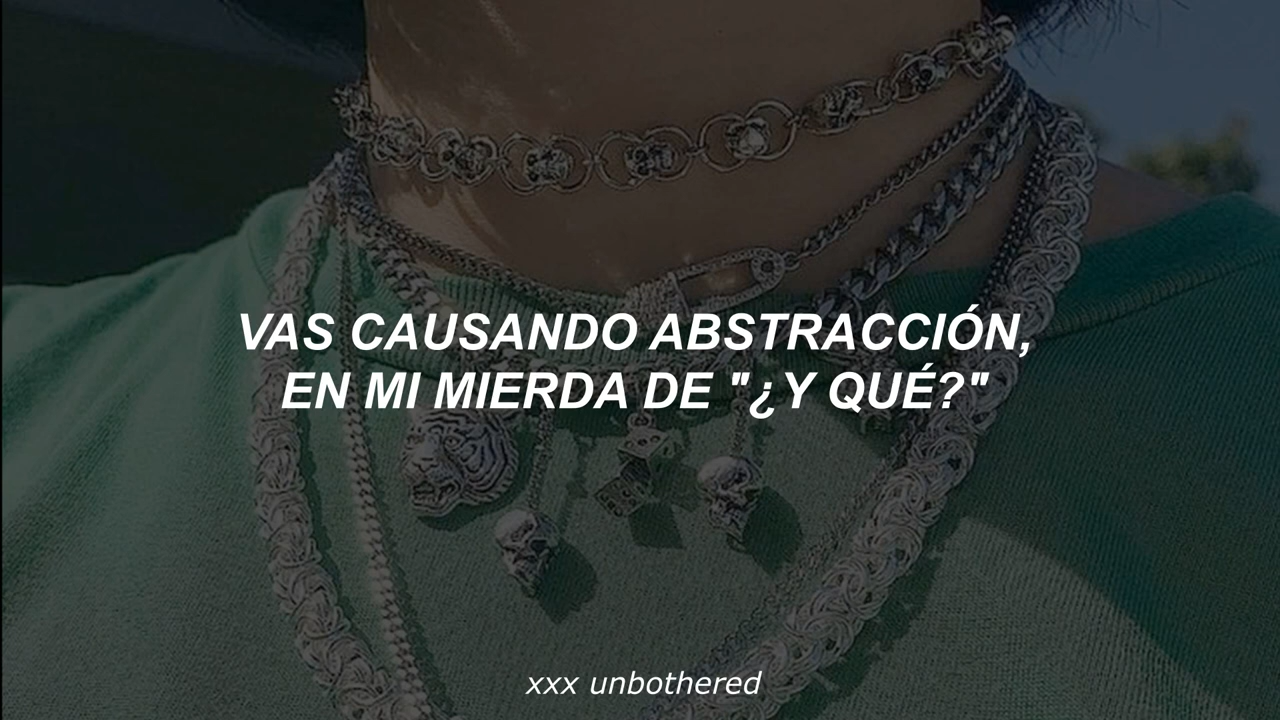 VAS CAUSANDO ABSTRACCIÓN,
EN MI MIERDA DE "¿Y QUÉ?"
xxx unbothered